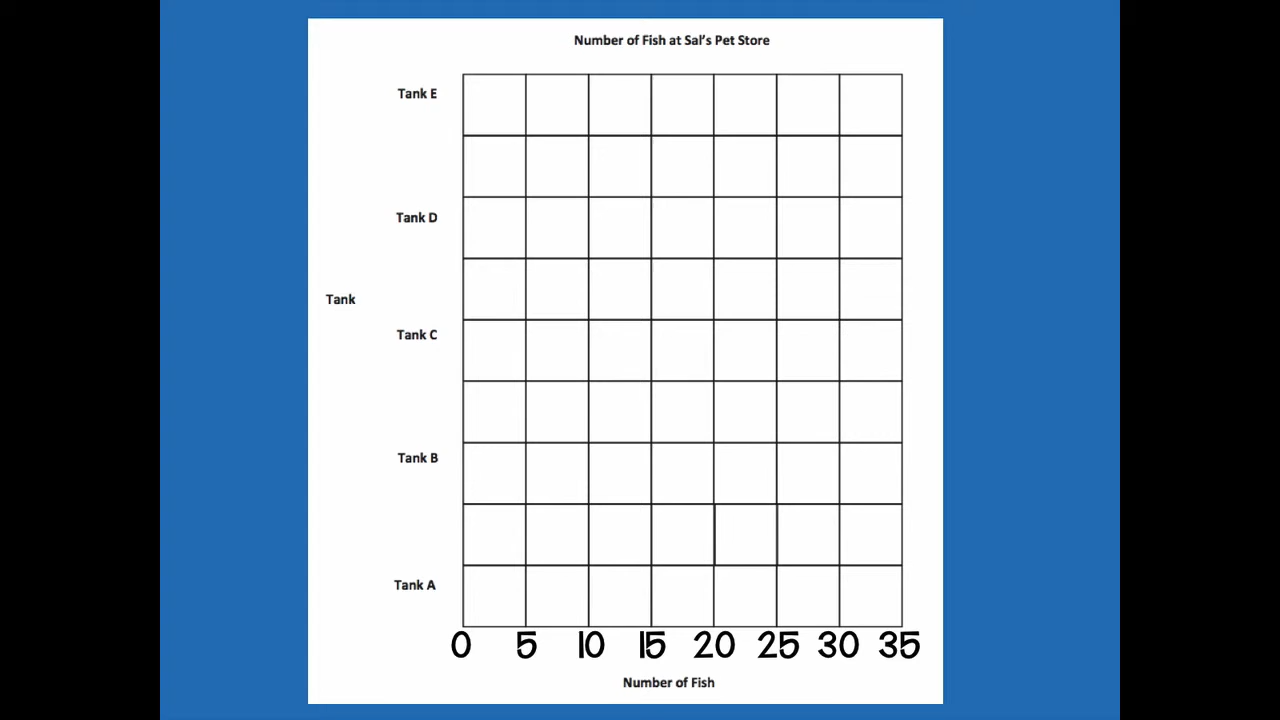 Number of Fish at Sal's Pet Store
Tank E
Tank D
Tank
Tank C
Tank B
Tank A
0 5 10 15 20 25 30 35
Number of Fish